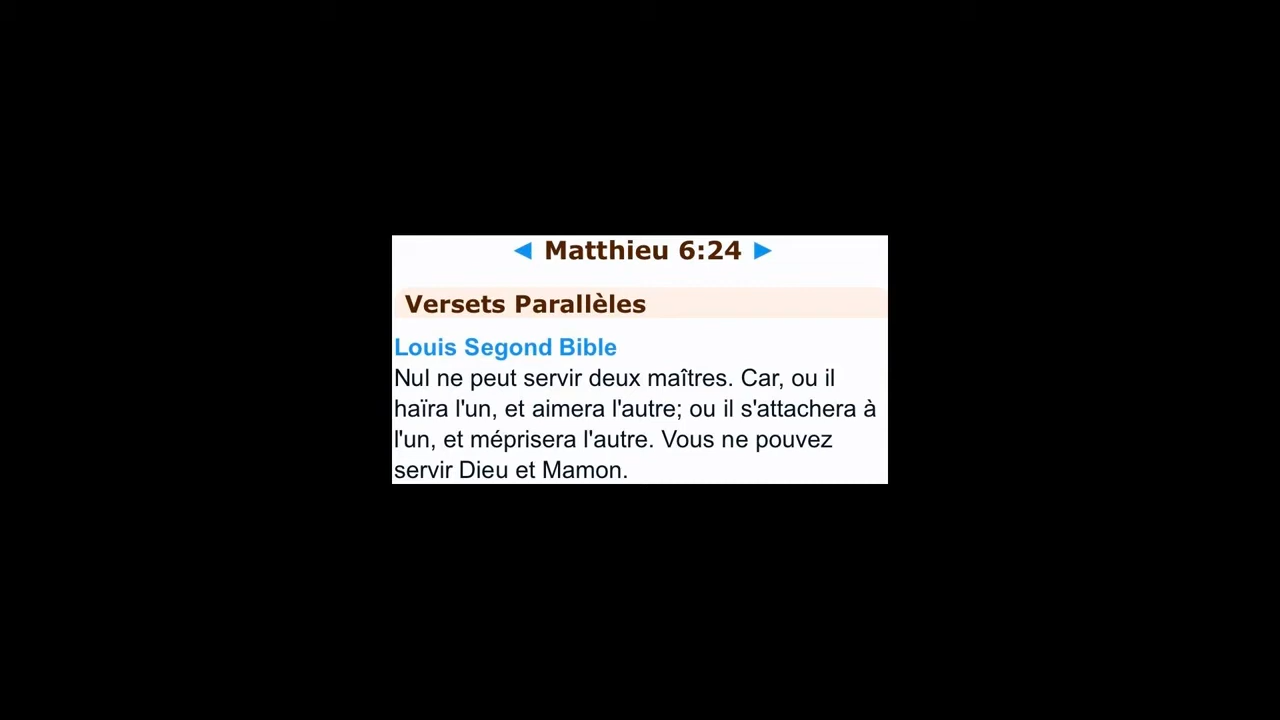 ◄ Matthieu 6:24 ►
Versets Parallèles
Louis Segond Bible
Nul ne peut servir deux maîtres. Car, ou il
haïra l'un, et aimera l'autre; ou il s'attachera à
l'un, et méprisera l'autre. Vous ne pouvez
servir Dieu et Mamon.